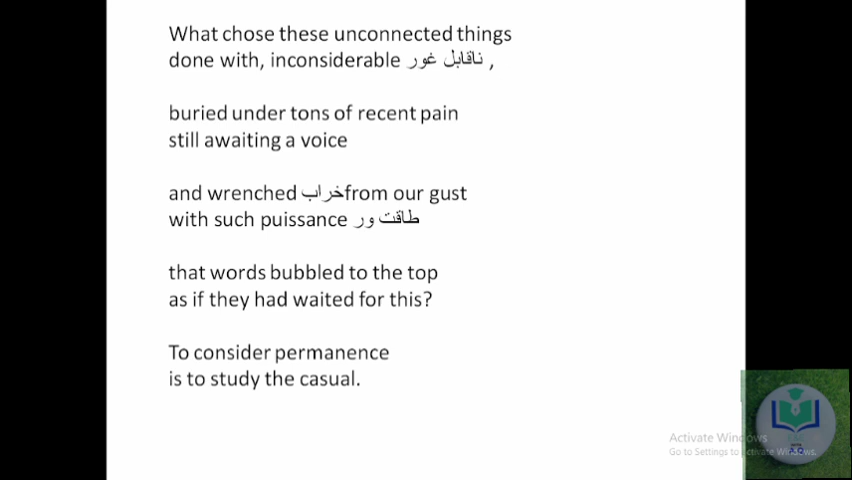 What chose these unconnected things
done with, inconsiderable ناقابل غور ,
buried under tons of recent pain
still awaiting a voice
and wrenched خرابfrom our gust
with such puissance طاقت ور
that words bubbled to the top
as if they had waited for this?
To consider permanence
is to study the casual.
Activate Windows
Go to Settings to activate Windows.